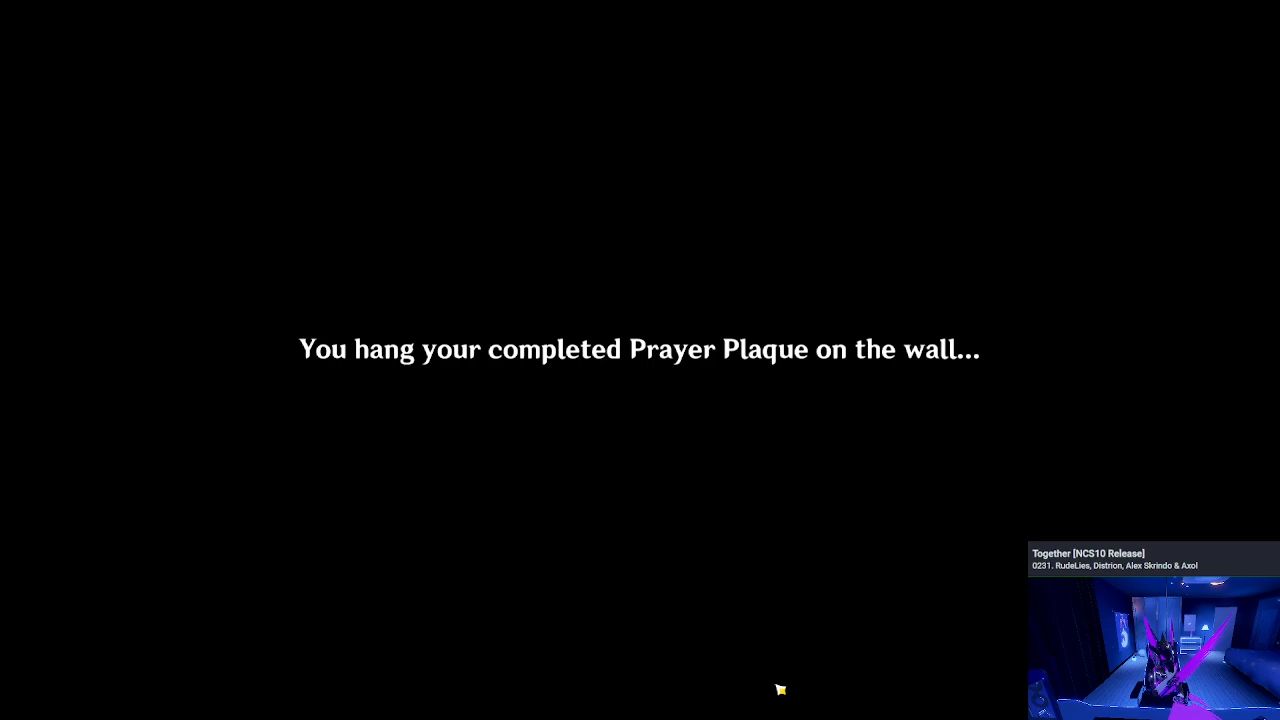 You hang your completed Prayer Plaque on the wall...
Together [NCS10 Release]
0231. RudeLies, Distrion, Alex Skrindo & Axol